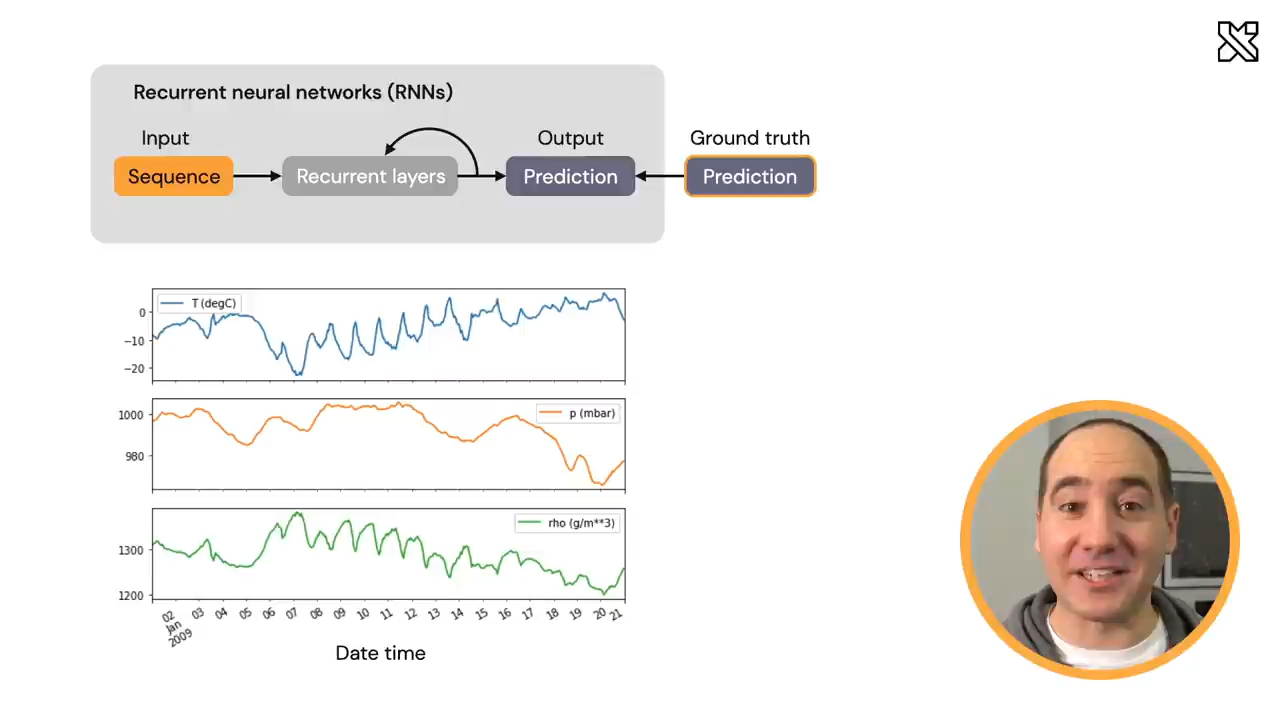 Recurrent neural networks (RNNs)
Input
Output
Ground truth
Sequence
Recurrent layers
Prediction
Prediction
T (degC)
0
−10
−20
p (mbar)
1000
980
rho (g/m**3)
1300
1200
02
Jan
2009
03
04
05
06
07
08
09
10
11
12
13
14
15
16
17
18
19
20
21
Date time